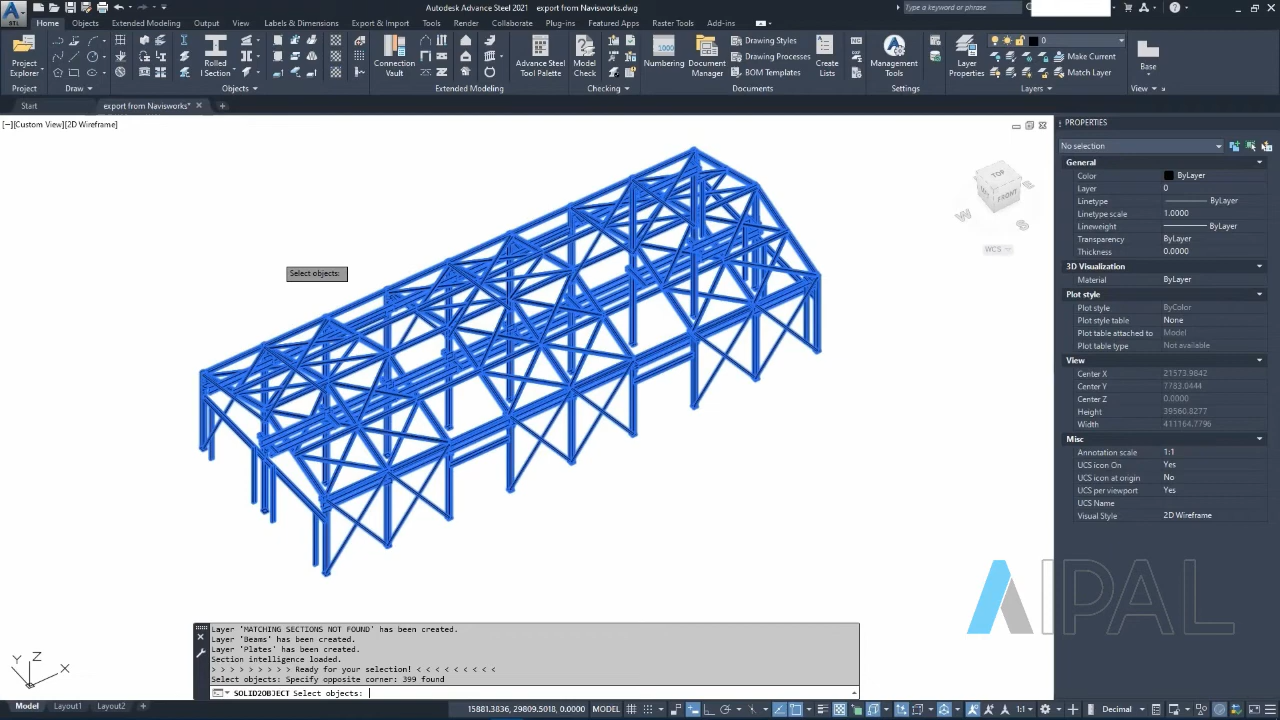 Autodesk Advance Steel 2021 export from Navisworks.dwg
Type a keyword or phrase
STL
Home Objects Extended Modeling Output View Labels & Dimensions Export & Import Tools Render Collaborate Plug-ins Featured Apps Raster Tools Add-ins
Project Explorer
Rolled I Section
Connection Vault
Advance Steel Tool Palette
Model Check
1000
Numbering
Document Manager
Drawing Styles
Drawing Processes
BOM Templates
Create Lists
Management Tools
Layer Properties
0
Make Current
Match Layer
Base
Project Draw Objects Extended Modeling Checking Documents Settings Layers View
Start export from Navisworks*
[−][Custom View][2D Wireframe]
TOP
FRONT
W
S
WCS
Select objects:
PROPERTIES
No selection
General
Color ByLayer
Layer 0
Linetype ByLayer
Linetype scale 1.0000
Lineweight ByLayer
Transparency ByLayer
Thickness 0.0000
3D Visualization
Material ByLayer
Plot style
Plot style ByColor
Plot style table None
Plot table attached to Model
Plot table type Not available
View
Center X 21573.9842
Center Y 7783.0444
Center Z 0.0000
Height 39560.8277
Width 411164.7796
Misc
Annotation scale 1:1
UCS icon On Yes
UCS icon at origin No
UCS per viewport Yes
UCS Name
Visual Style 2D Wireframe
AIPAL
Layer 'MATCHING SECTIONS NOT FOUND' has been created.
Layer 'Beams' has been created.
Layer 'Plates' has been created.
Section intelligence loaded.
> > > > > > > > > Ready for your selection! < < < < < < < < <
Select objects: Specify opposite corner: 399 found
SOLID2OBJECT Select objects:
Y Z X
Model Layout1 Layout2
15881.3836, 29809.5010, 0.0000 MODEL 1:1 Decimal